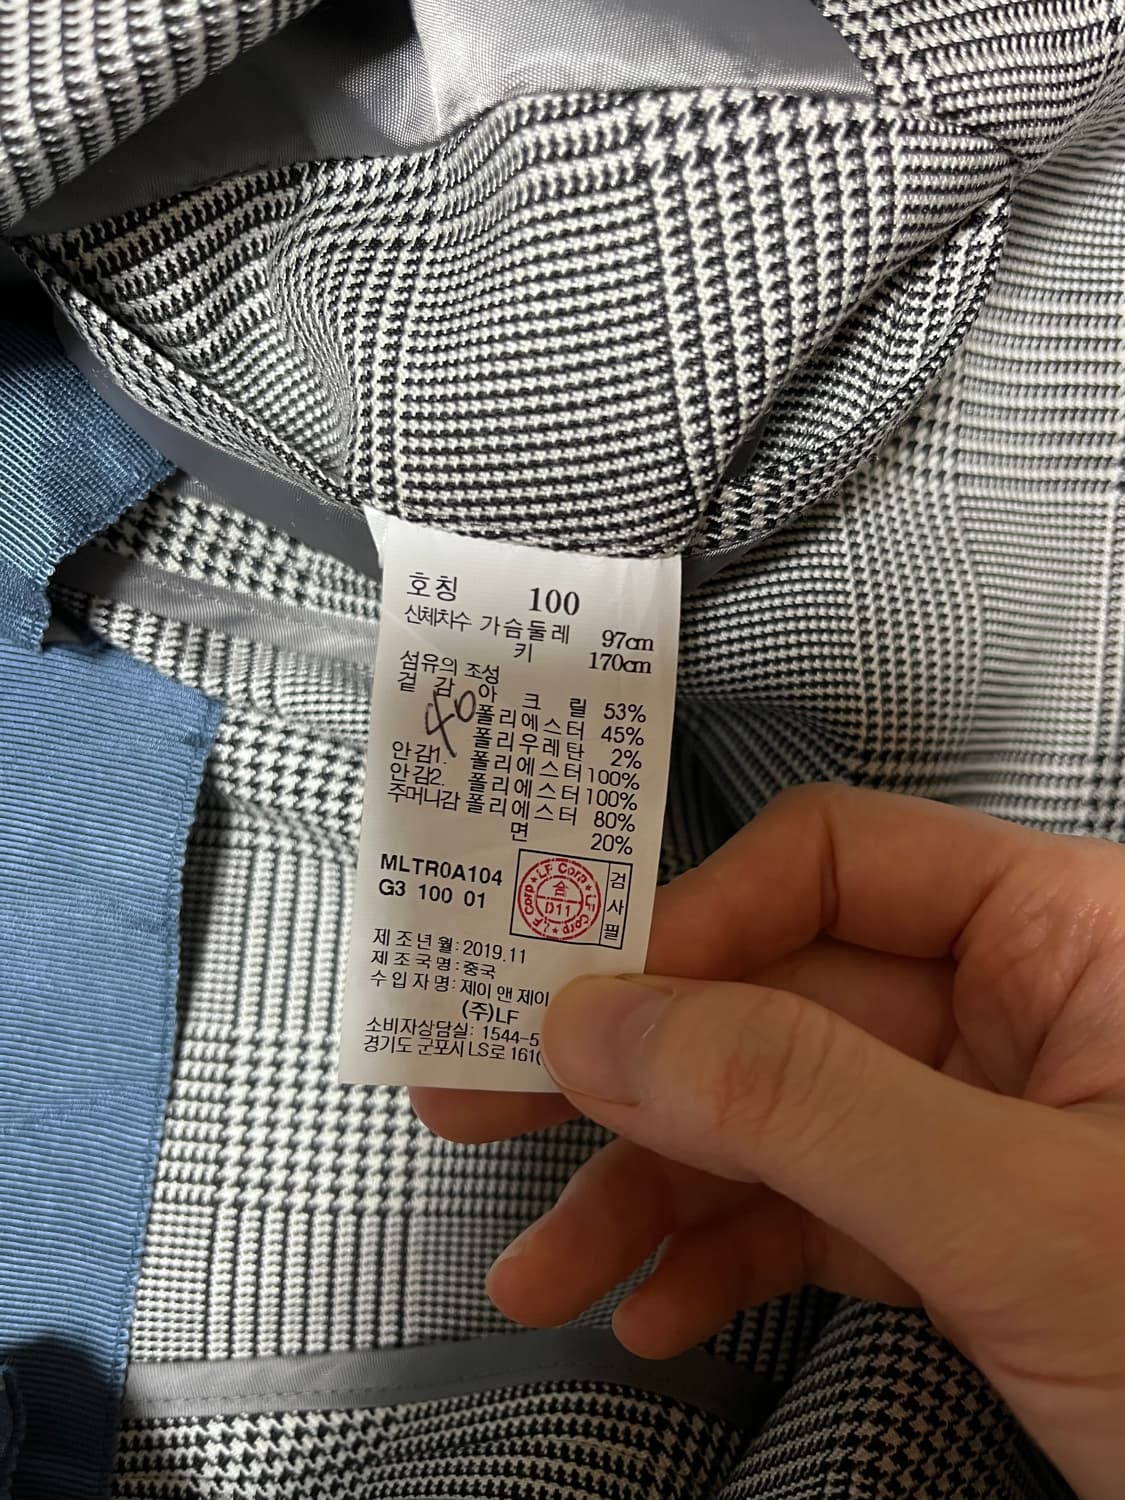 호칭 100
신체치수 가슴둘레 97cm
키 170cm
섬유의 조성
겉감 아크릴 53%
폴리에스터 45%
폴리우레탄 2%
안감1. 폴리에스터 100%
안감2. 폴리에스터 100%
주머니감 폴리에스터 80%
면 20%
MLTR0A104
G3 100 01
LF Corp ★ LF Corp ★ LF Corp ★
合
D11
검사필
제조년월: 2019.11
제조국명: 중국
수입자명: 제이앤제이
(주)LF
소비자상담실: 1544-5
경기도 군포시 LS로 161